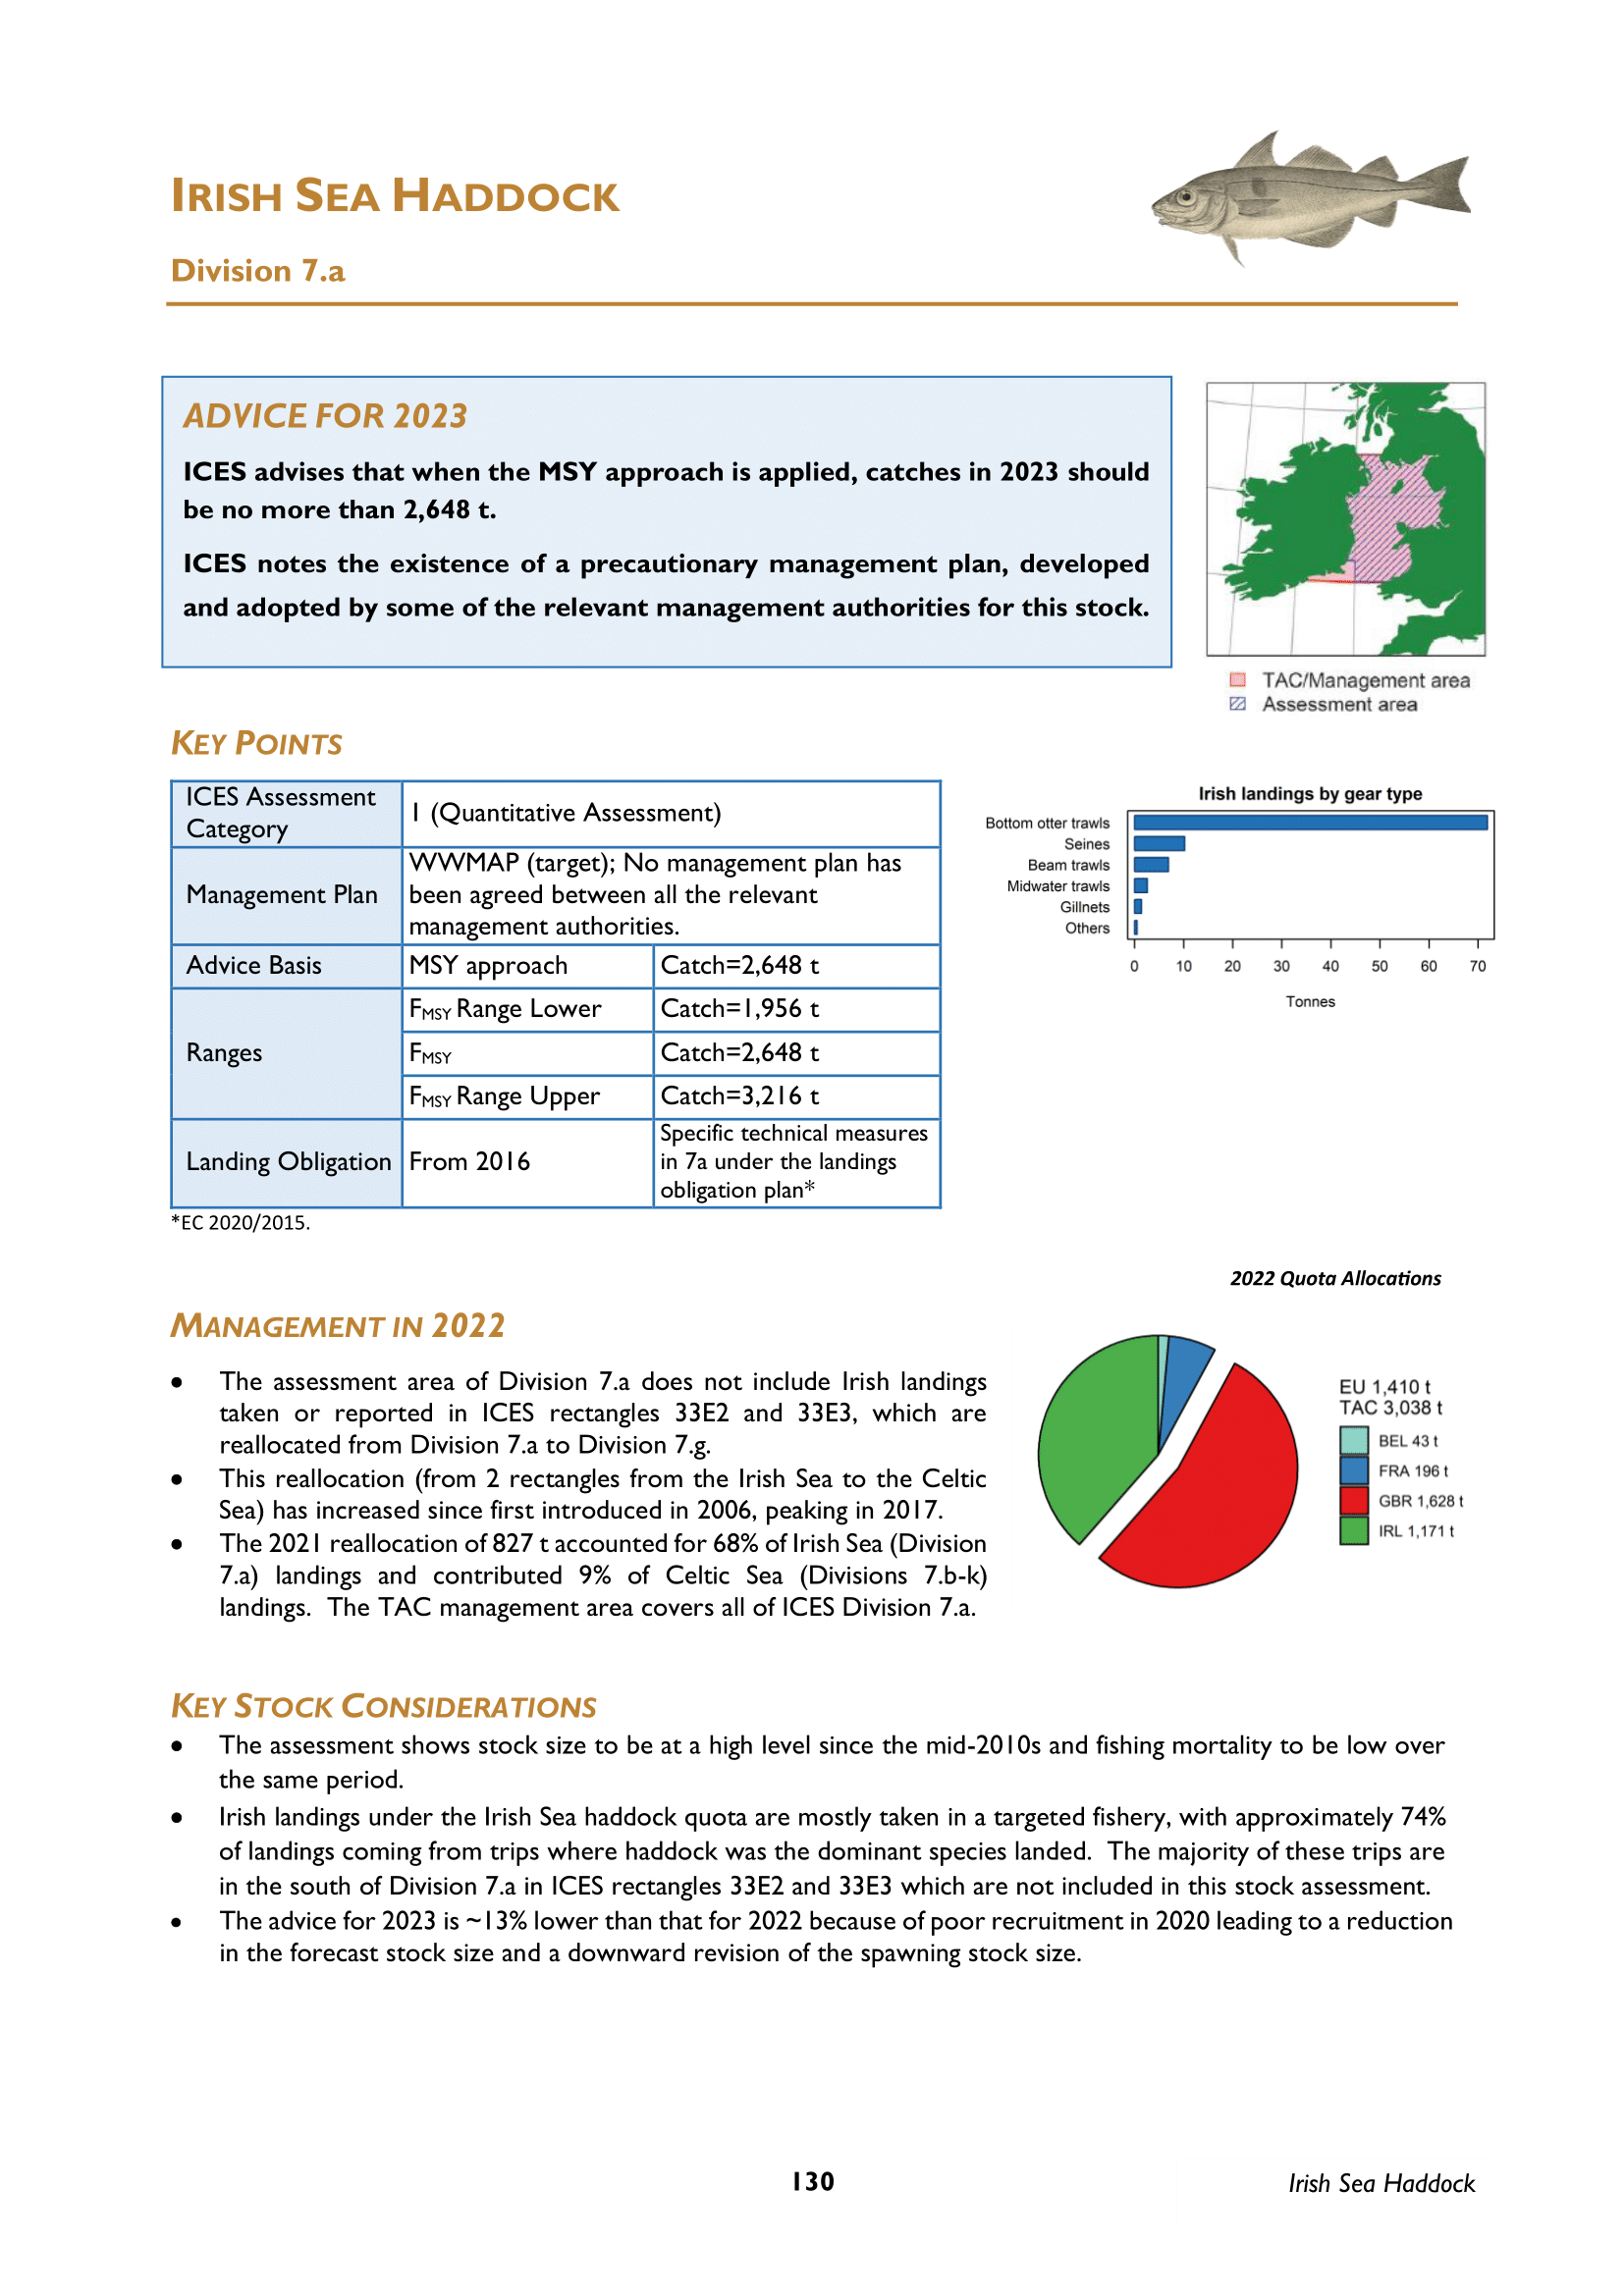 IRISH SEA HADDOCK
Division 7.a
ADVICE FOR 2023
ICES advises that when the MSY approach is applied, catches in 2023 should
be no more than 2,648 t.
ICES notes the existence of a precautionary management plan, developed
and adopted by some of the relevant management authorities for this stock.
TAC/Management area
Assessment area
KEY POINTS
ICES Assessment
Category
1 (Quantitative Assessment)
Management Plan
WWMAP (target); No management plan has
been agreed between all the relevant
management authorities.
Advice Basis
MSY approach
Catch=2,648 t
Ranges
FMSY Range Lower
Catch=1,956 t
FMSY
Catch=2,648 t
FMSY Range Upper
Catch=3,216 t
Landing Obligation
From 2016
Specific technical measures
in 7a under the landings
obligation plan*
*EC 2020/2015.
Irish landings by gear type
Bottom otter trawls
Seines
Beam trawls
Midwater trawls
Gillnets
Others
0 10 20 30 40 50 60 70
Tonnes
2022 Quota Allocations
EU 1,410 t
TAC 3,038 t
BEL 43 t
FRA 196 t
GBR 1,628 t
IRL 1,171 t
MANAGEMENT IN 2022
• The assessment area of Division 7.a does not include Irish landings
taken or reported in ICES rectangles 33E2 and 33E3, which are
reallocated from Division 7.a to Division 7.g.
• This reallocation (from 2 rectangles from the Irish Sea to the Celtic
Sea) has increased since first introduced in 2006, peaking in 2017.
• The 2021 reallocation of 827 t accounted for 68% of Irish Sea (Division
7.a) landings and contributed 9% of Celtic Sea (Divisions 7.b-k)
landings. The TAC management area covers all of ICES Division 7.a.
KEY STOCK CONSIDERATIONS
• The assessment shows stock size to be at a high level since the mid-2010s and fishing mortality to be low over
the same period.
• Irish landings under the Irish Sea haddock quota are mostly taken in a targeted fishery, with approximately 74%
of landings coming from trips where haddock was the dominant species landed. The majority of these trips are
in the south of Division 7.a in ICES rectangles 33E2 and 33E3 which are not included in this stock assessment.
• The advice for 2023 is ~13% lower than that for 2022 because of poor recruitment in 2020 leading to a reduction
in the forecast stock size and a downward revision of the spawning stock size.
130
Irish Sea Haddock